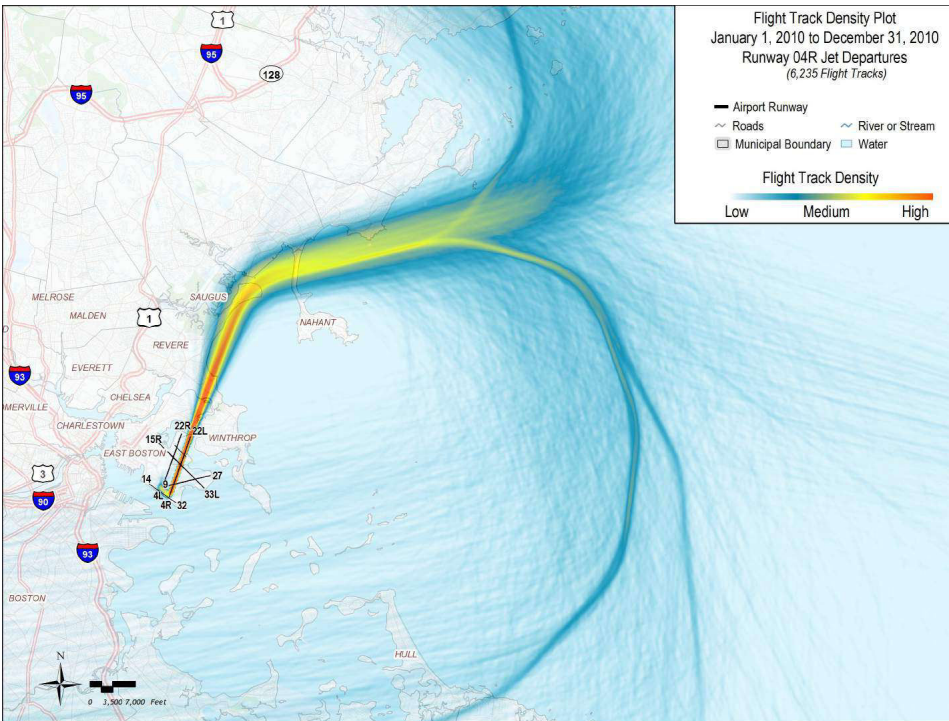 Flight Track Density Plot
January 1, 2010 to December 31, 2010
Runway 04R Jet Departures
(6,235 Flight Tracks)
Airport Runway
Roads
River or Stream
Municipal Boundary
Water
Flight Track Density
Low Medium High
1
95
128
95
MELROSE
SAUGUS
MALDEN
1
NAHANT
D
REVERE
EVERETT
93
CHELSEA
OMERVILLE
CHARLESTOWN
22R
22L
15R
WINTHROP
EAST BOSTON
3
14
9
27
4L
33L
4R 32
90
93
BOSTON
HULL
N
0 3,500 7,000 Feet